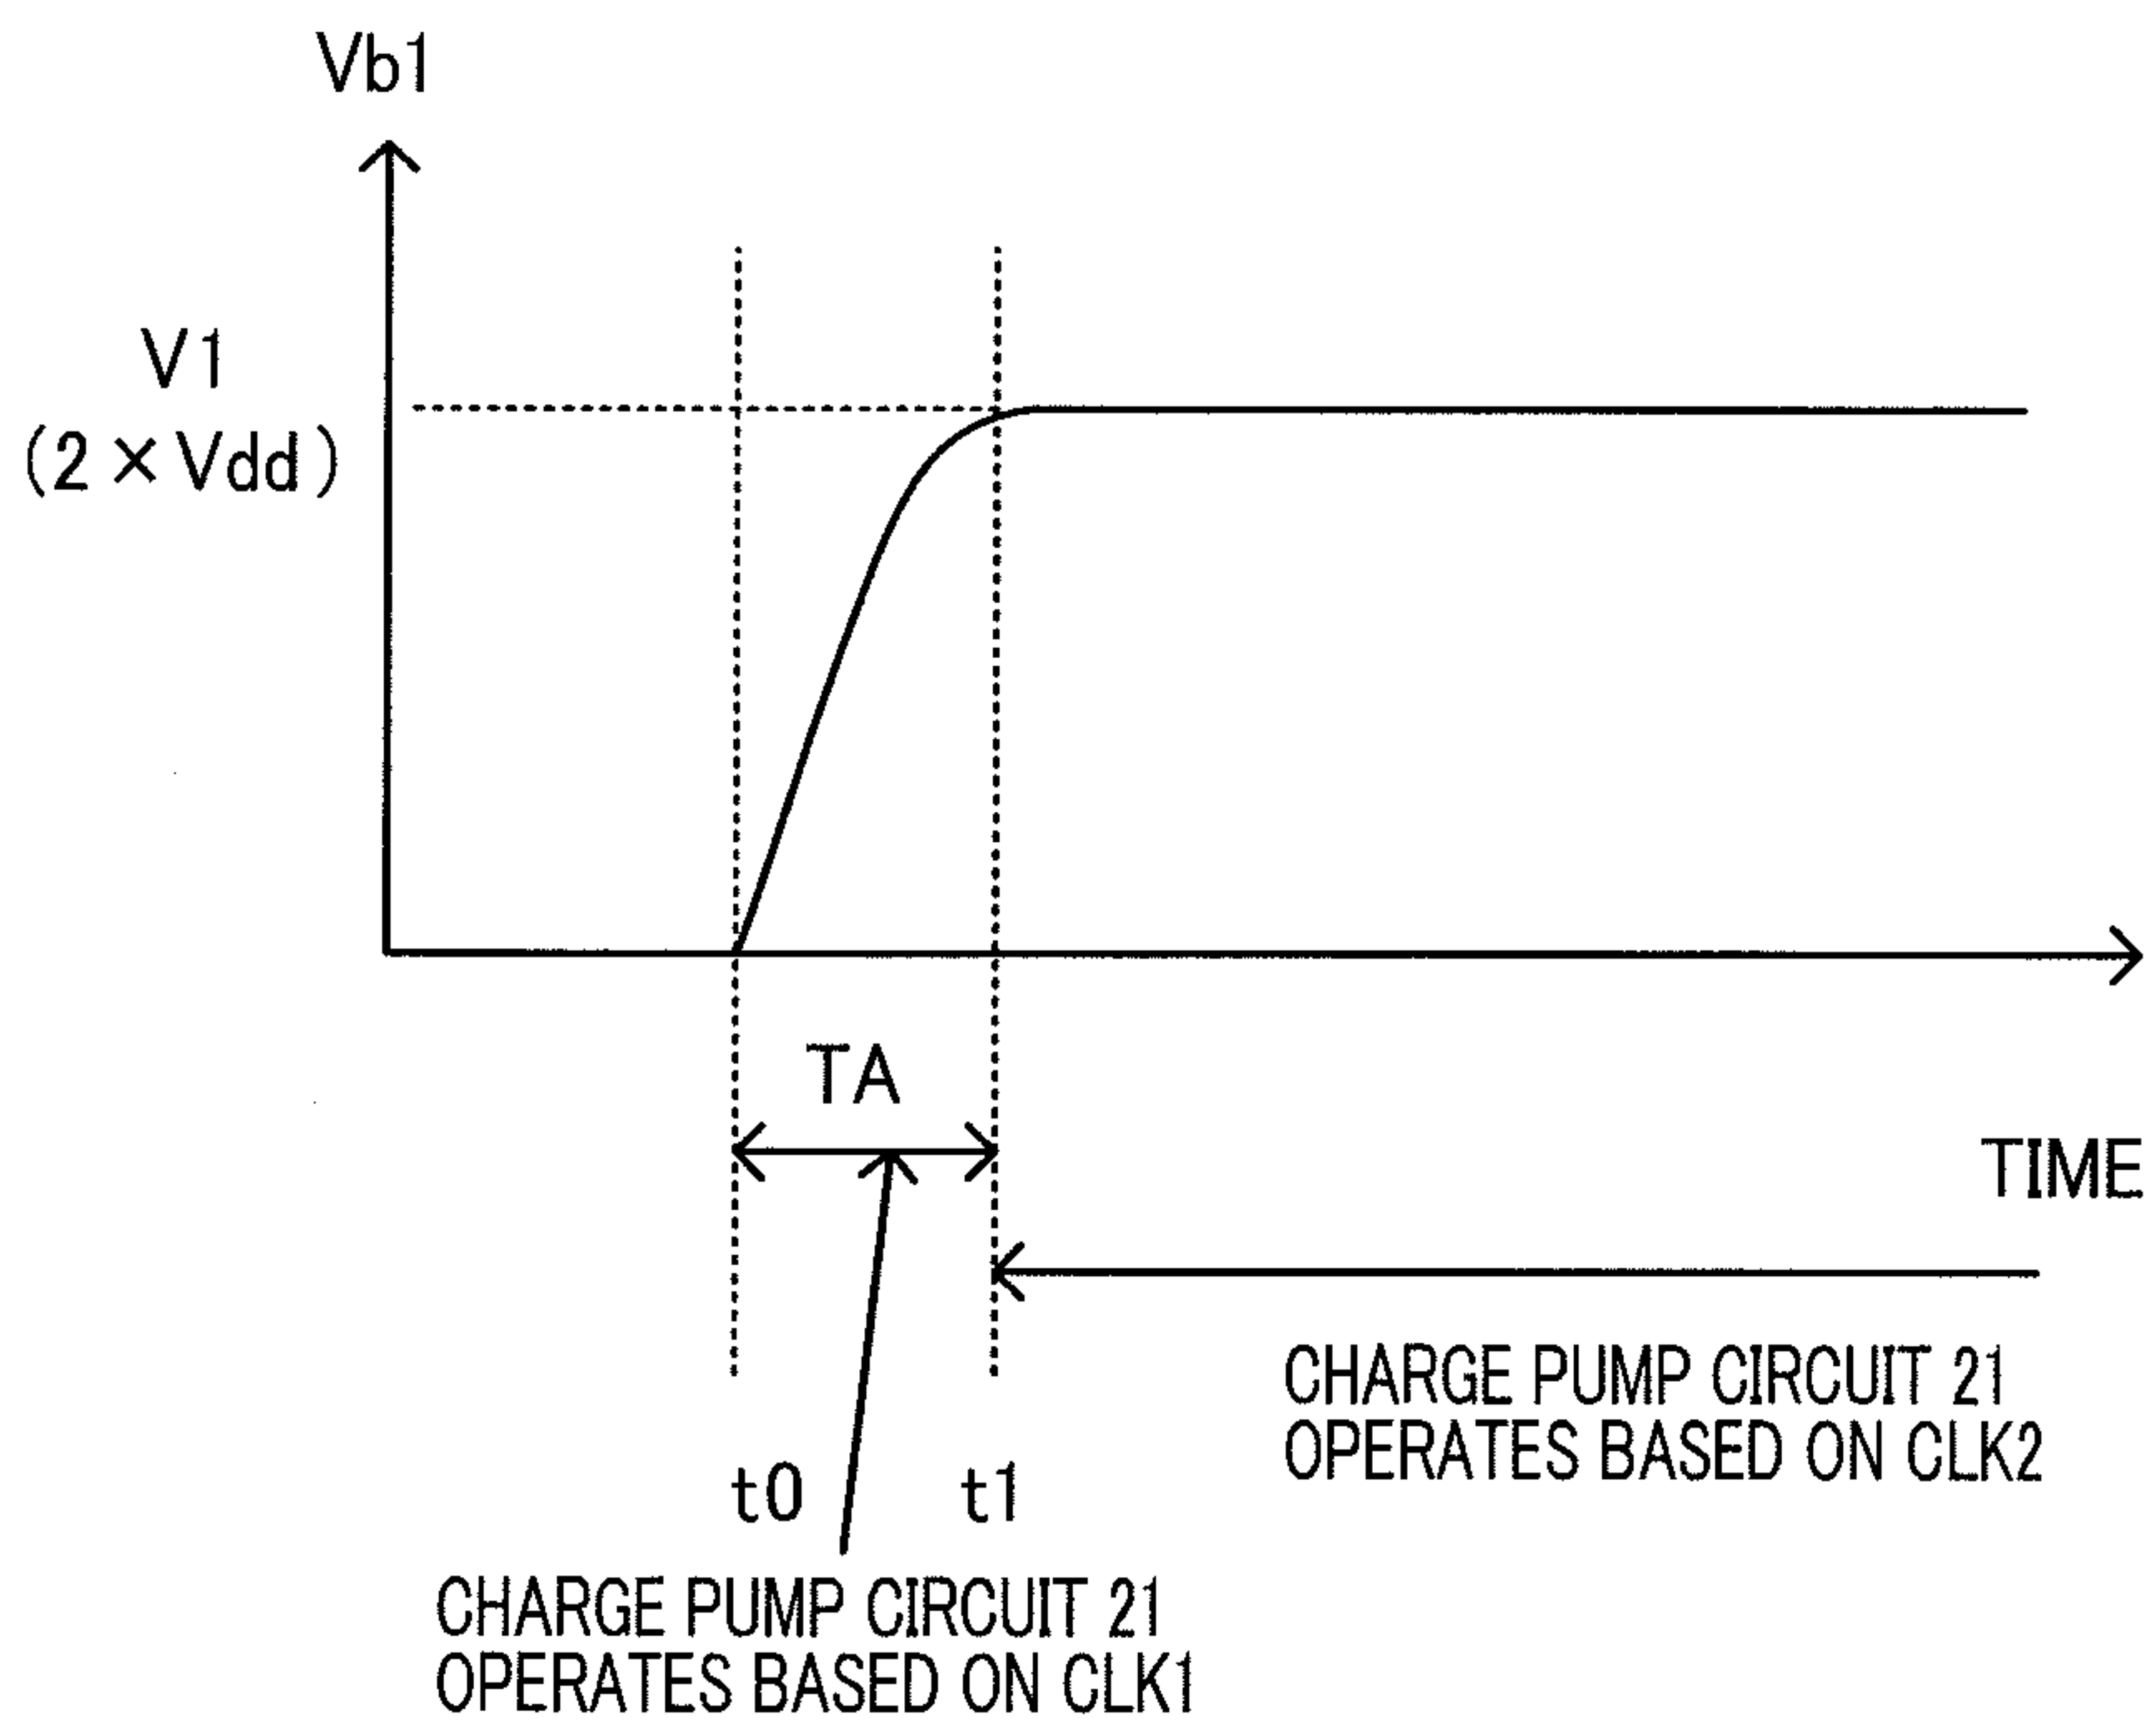 Vb1
V1
(2×Vdd)
TA
TIME
CHARGE PUMP CIRCUIT 21
OPERATES BASED ON CLK2
t0
t1
CHARGE PUMP CIRCUIT 21
OPERATES BASED ON CLK1